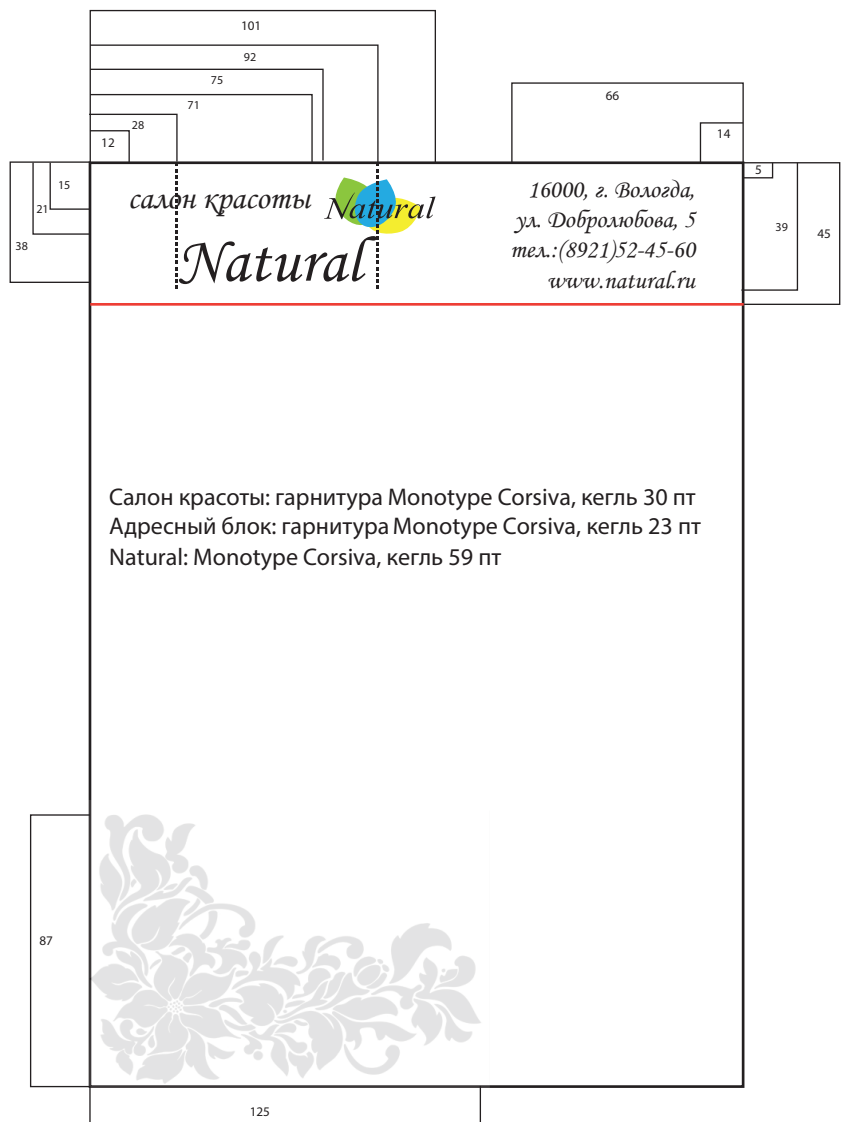 101
92
75
71
28
12
66
14
5
15
21
38
39
45
салон красоты
Natural
Natural
16000, г. Вологда,
ул. Добролюбова, 5
тел.:(8921)52-45-60
www.natural.ru
Салон красоты: гарнитура Monotype Corsiva, кегль 30 пт
Адресный блок: гарнитура Monotype Corsiva, кегль 23 пт
Natural: Monotype Corsiva, кегль 59 пт
87
125